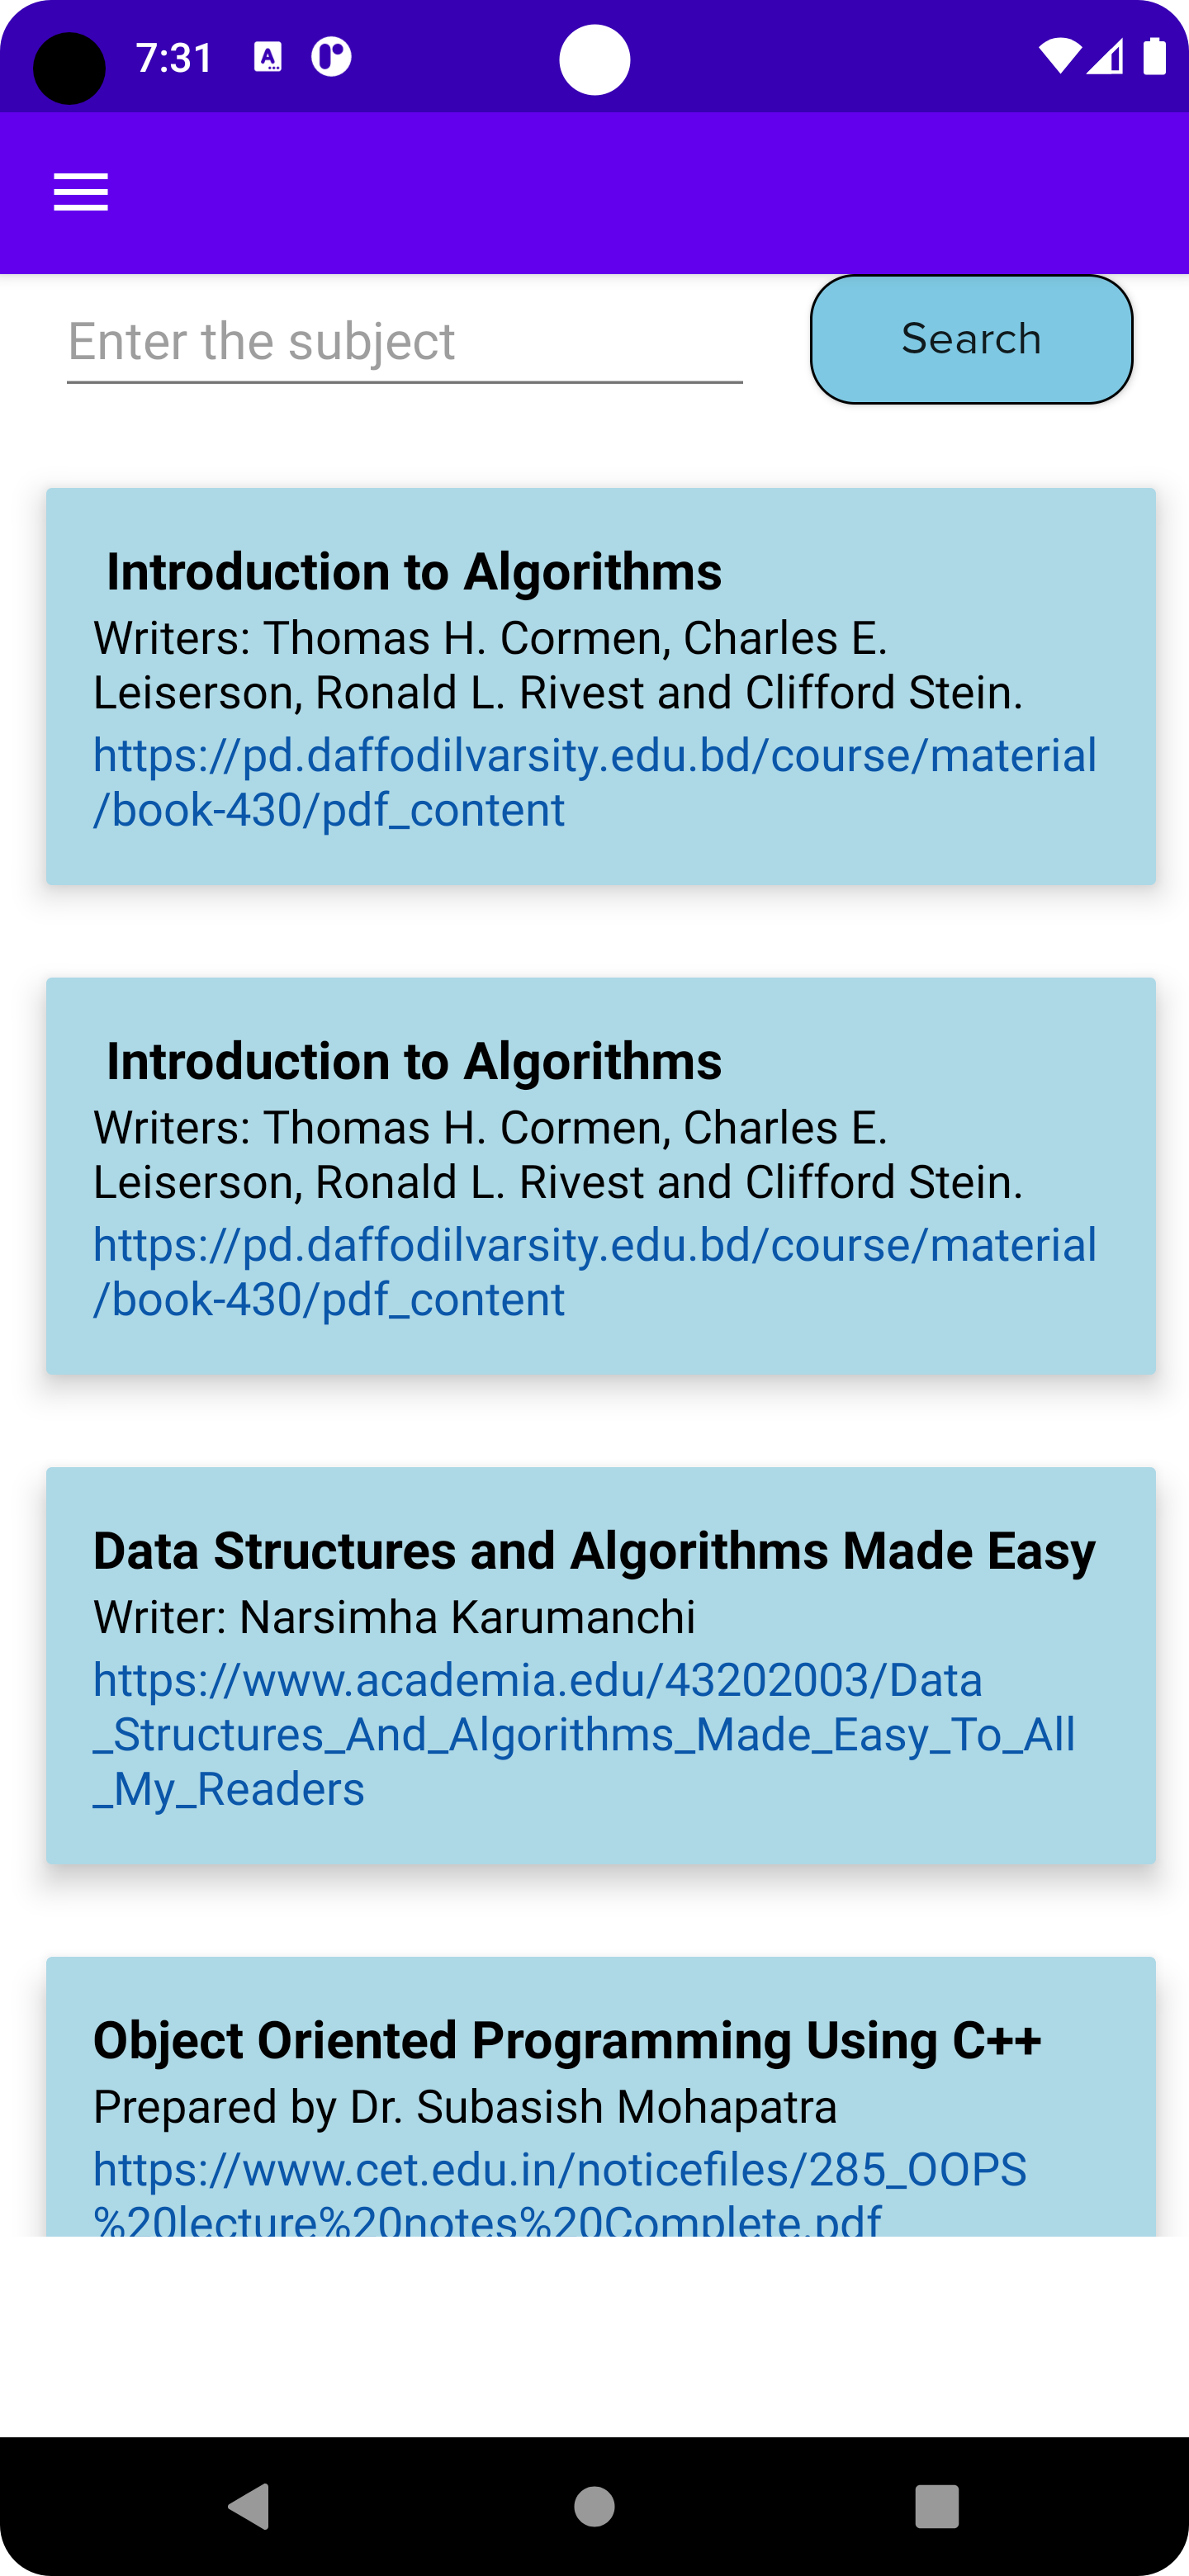 7:31
Enter the subject
Search
Introduction to Algorithms
Writers: Thomas H. Cormen, Charles E.
Leiserson, Ronald L. Rivest and Clifford Stein.
https://pd.daffodilvarsity.edu.bd/course/material
/book-430/pdf_content
Introduction to Algorithms
Writers: Thomas H. Cormen, Charles E.
Leiserson, Ronald L. Rivest and Clifford Stein.
https://pd.daffodilvarsity.edu.bd/course/material
/book-430/pdf_content
Data Structures and Algorithms Made Easy
Writer: Narsimha Karumanchi
https://www.academia.edu/43202003/Data
_Structures_And_Algorithms_Made_Easy_To_All
_My_Readers
Object Oriented Programming Using C++
Prepared by Dr. Subasish Mohapatra
https://www.cet.edu.in/noticefiles/285_OOPS
%20lecture%20notes%20Complete.pdf